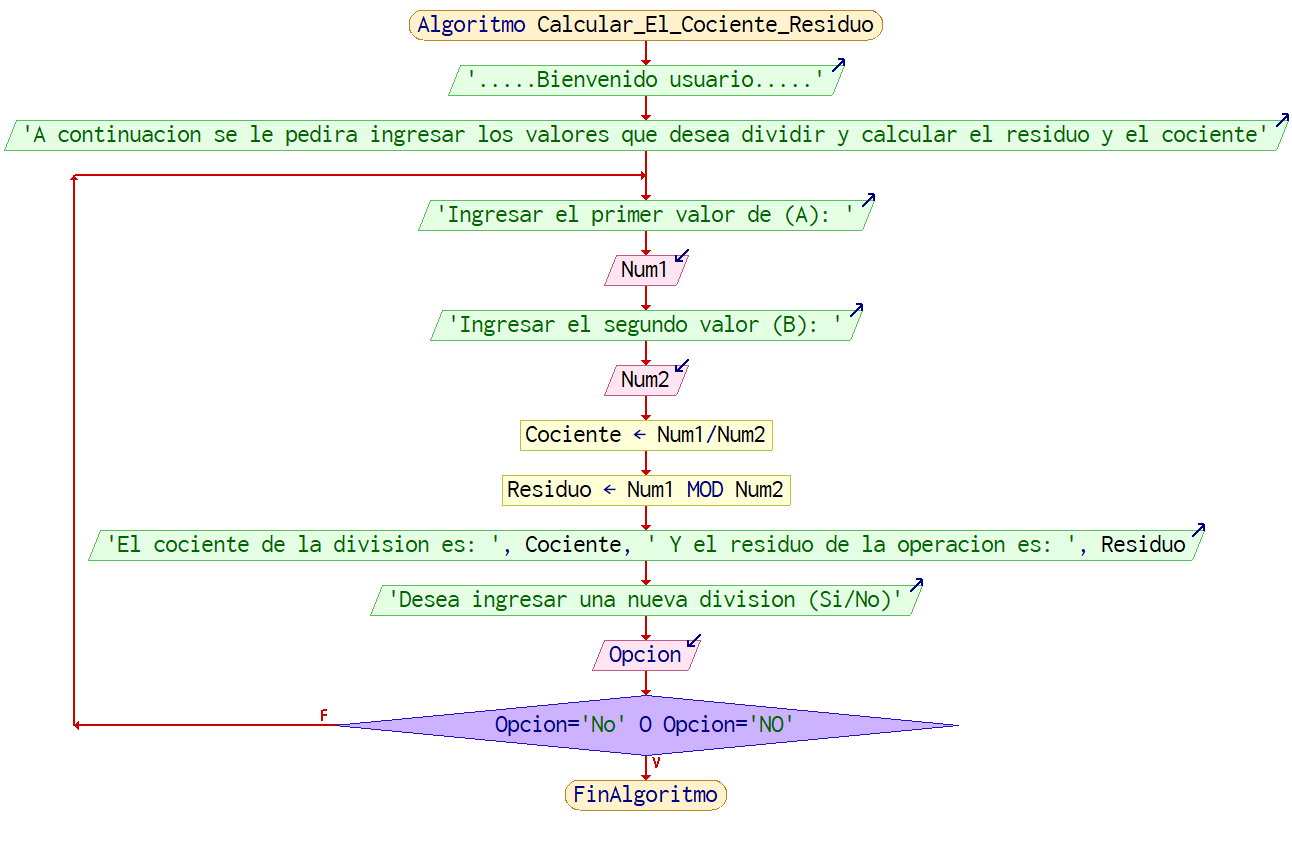 Algoritmo Calcular_El_Cociente_Residuo
'.....Bienvenido usuario.....'
'A continuacion se le pedira ingresar los valores que desea dividir y calcular el residuo y el cociente'
'Ingresar el primer valor de (A): '
Num1
'Ingresar el segundo valor (B): '
Num2
Cociente ← Num1/Num2
Residuo ← Num1 MOD Num2
'El cociente de la division es: ', Cociente, ' Y el residuo de la operacion es: ', Residuo
'Desea ingresar una nueva division (Si/No)'
Opcion
F
Opcion='No' O Opcion='NO'
V
FinAlgoritmo